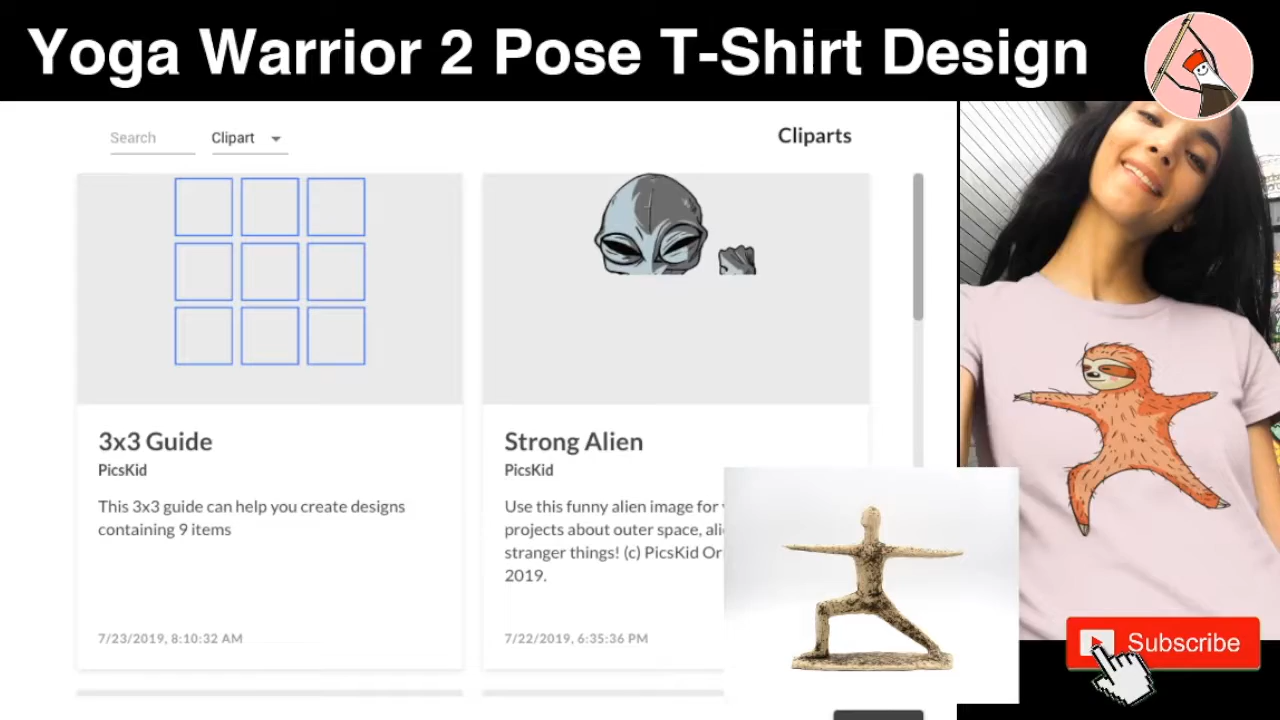 Yoga Warrior 2 Pose T-Shirt Design
Search
Clipart
Cliparts
3x3 Guide
PicsKid
This 3x3 guide can help you create designs
containing 9 items
7/23/2019, 8:10:32 AM
Strong Alien
PicsKid
Use this funny alien image for
projects about outer space,
stranger things! (c) PicsKid
2019.
7/22/2019, 6:35:36 PM
Subscribe